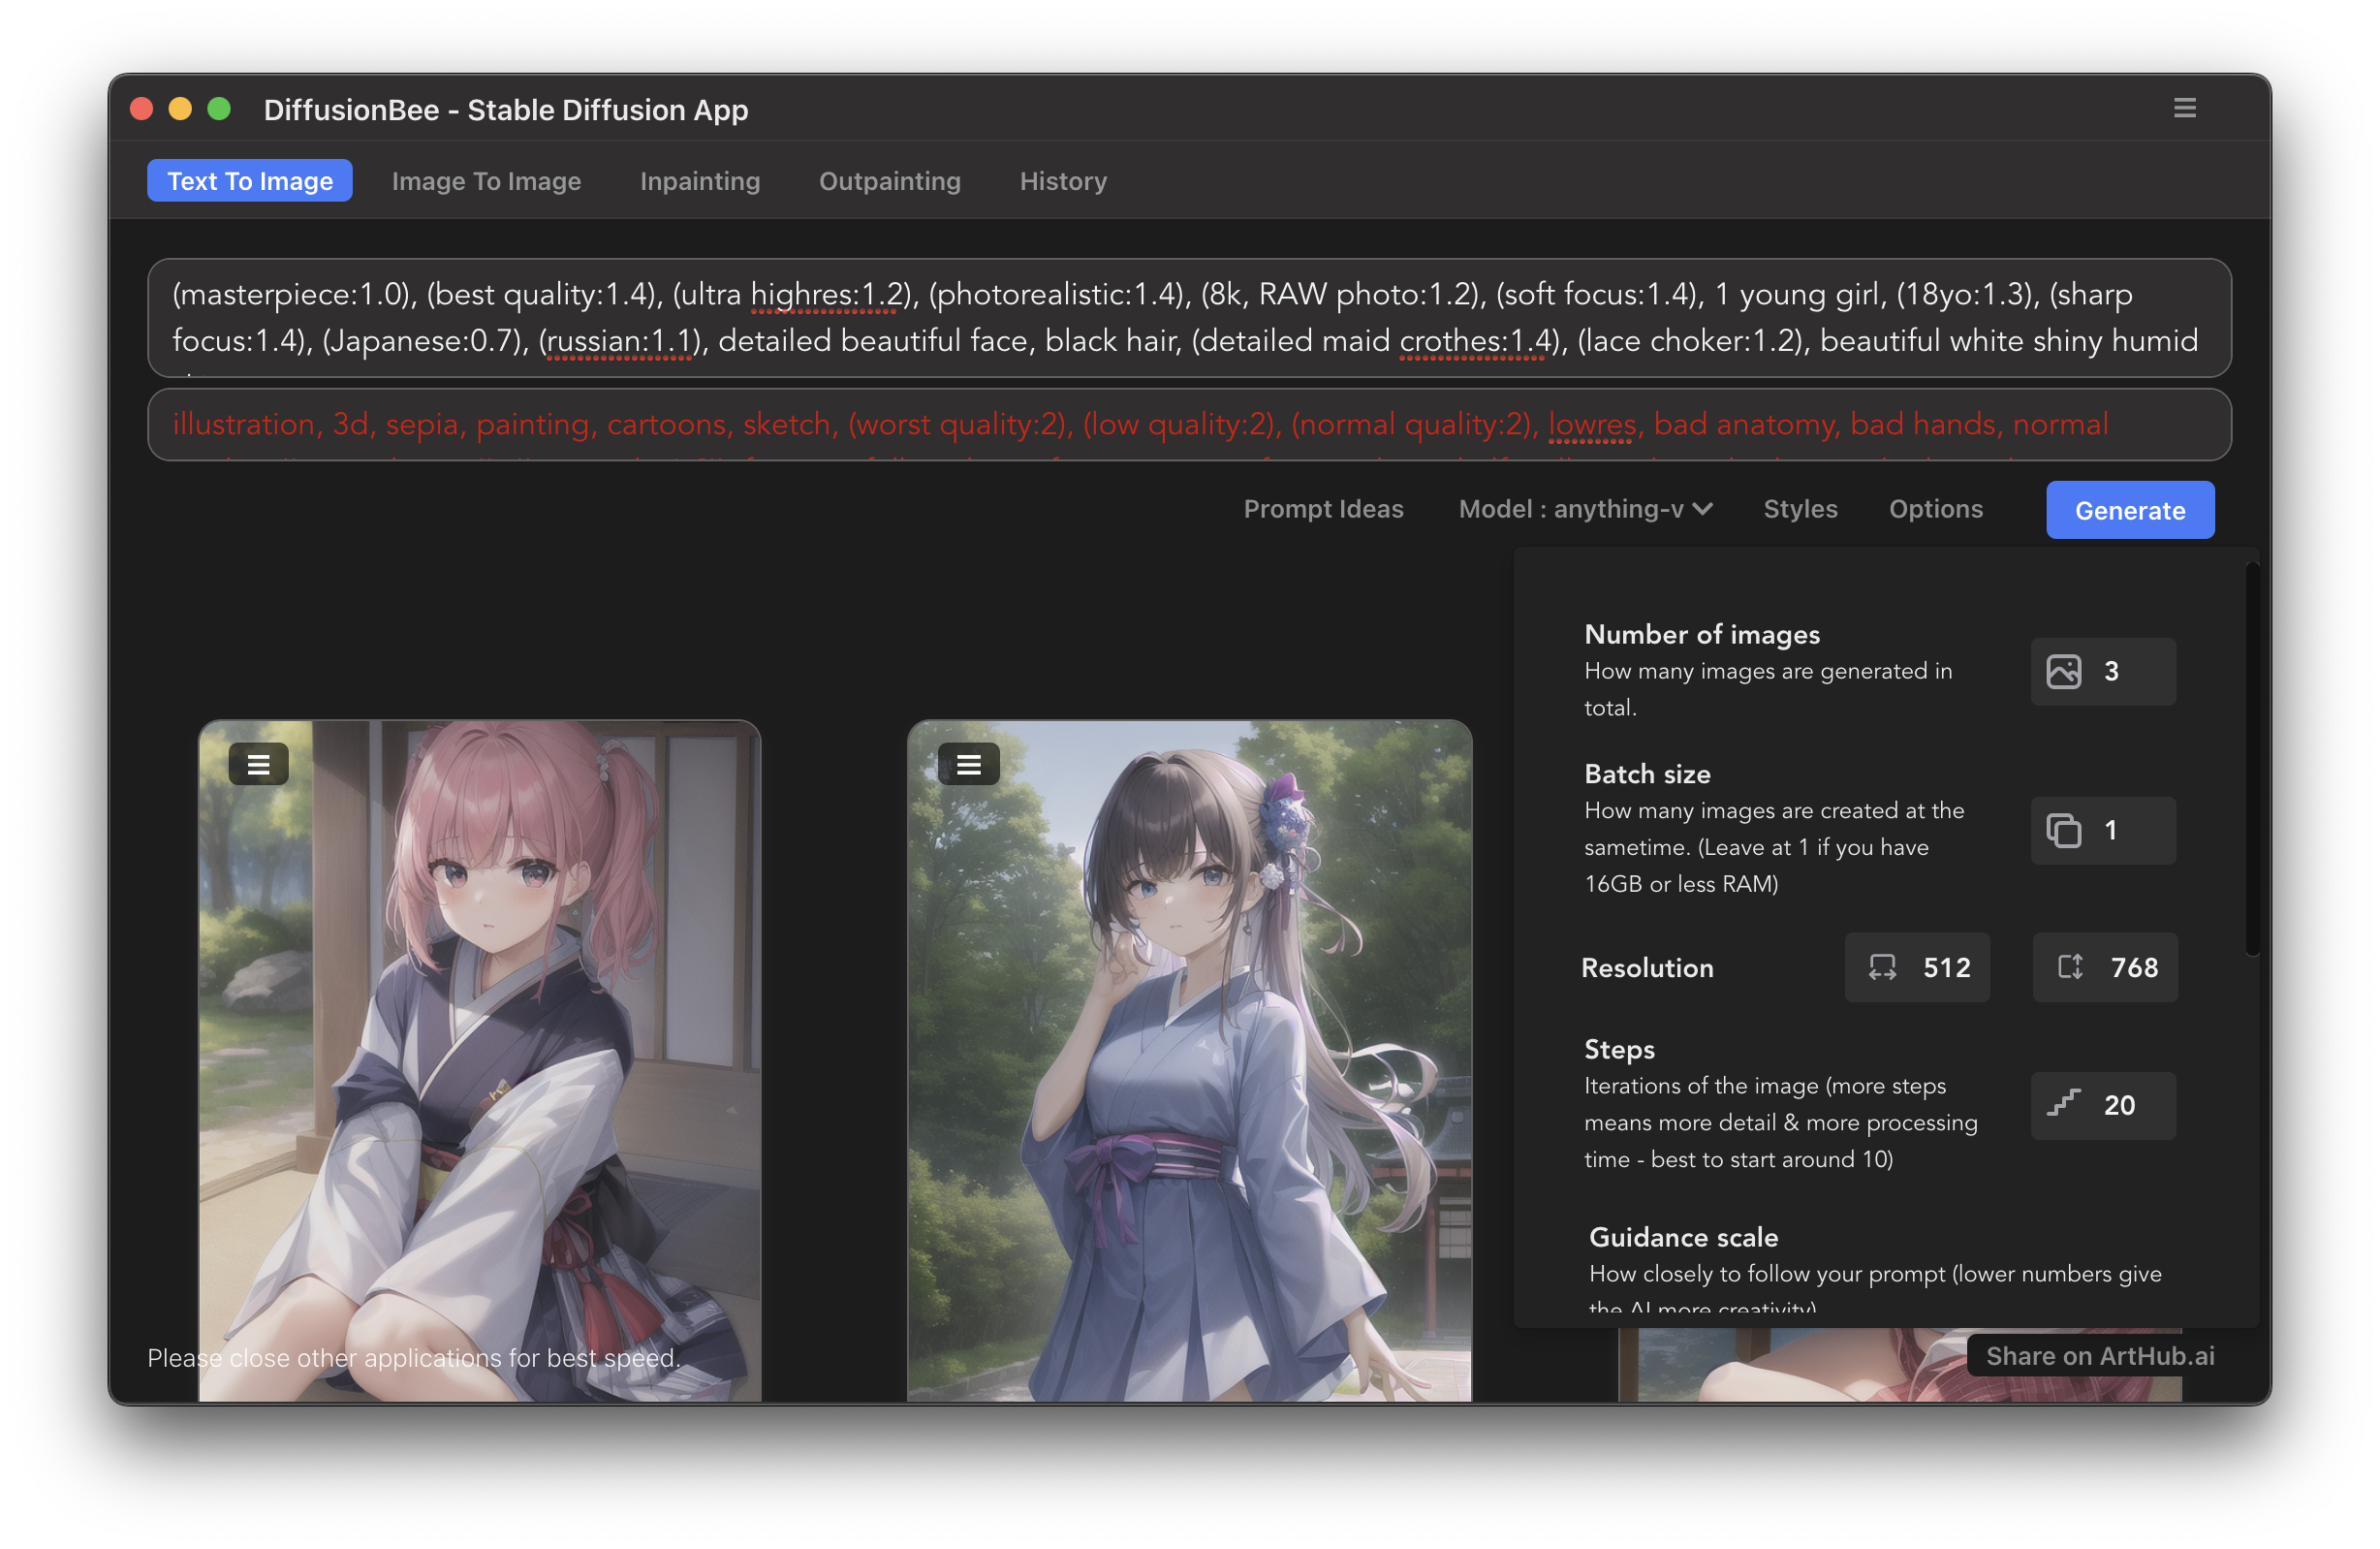 DiffusionBee - Stable Diffusion App
Text To Image Image To Image Inpainting Outpainting History
(masterpiece:1.0), (best quality:1.4), (ultra highres:1.2), (photorealistic:1.4), (8k, RAW photo:1.2), (soft focus:1.4), 1 young girl, (18yo:1.3), (sharp
focus:1.4), (Japanese:0.7), (russian:1.1), detailed beautiful face, black hair, (detailed maid crothes:1.4), (lace choker:1.2), beautiful white shiny humid
illustration, 3d, sepia, painting, cartoons, sketch, (worst quality:2), (low quality:2), (normal quality:2), lowres, bad anatomy, bad hands, normal
Prompt Ideas Model : anything-v Styles Options Generate
Number of images
How many images are generated in
total.
3
Batch size
How many images are created at the
sametime. (Leave at 1 if you have
16GB or less RAM)
1
Resolution 512 768
Steps
Iterations of the image (more steps
means more detail & more processing
time - best to start around 10)
20
Guidance scale
How closely to follow your prompt (lower numbers give
the AI more creativity)
Please close other applications for best speed.
Share on ArtHub.ai